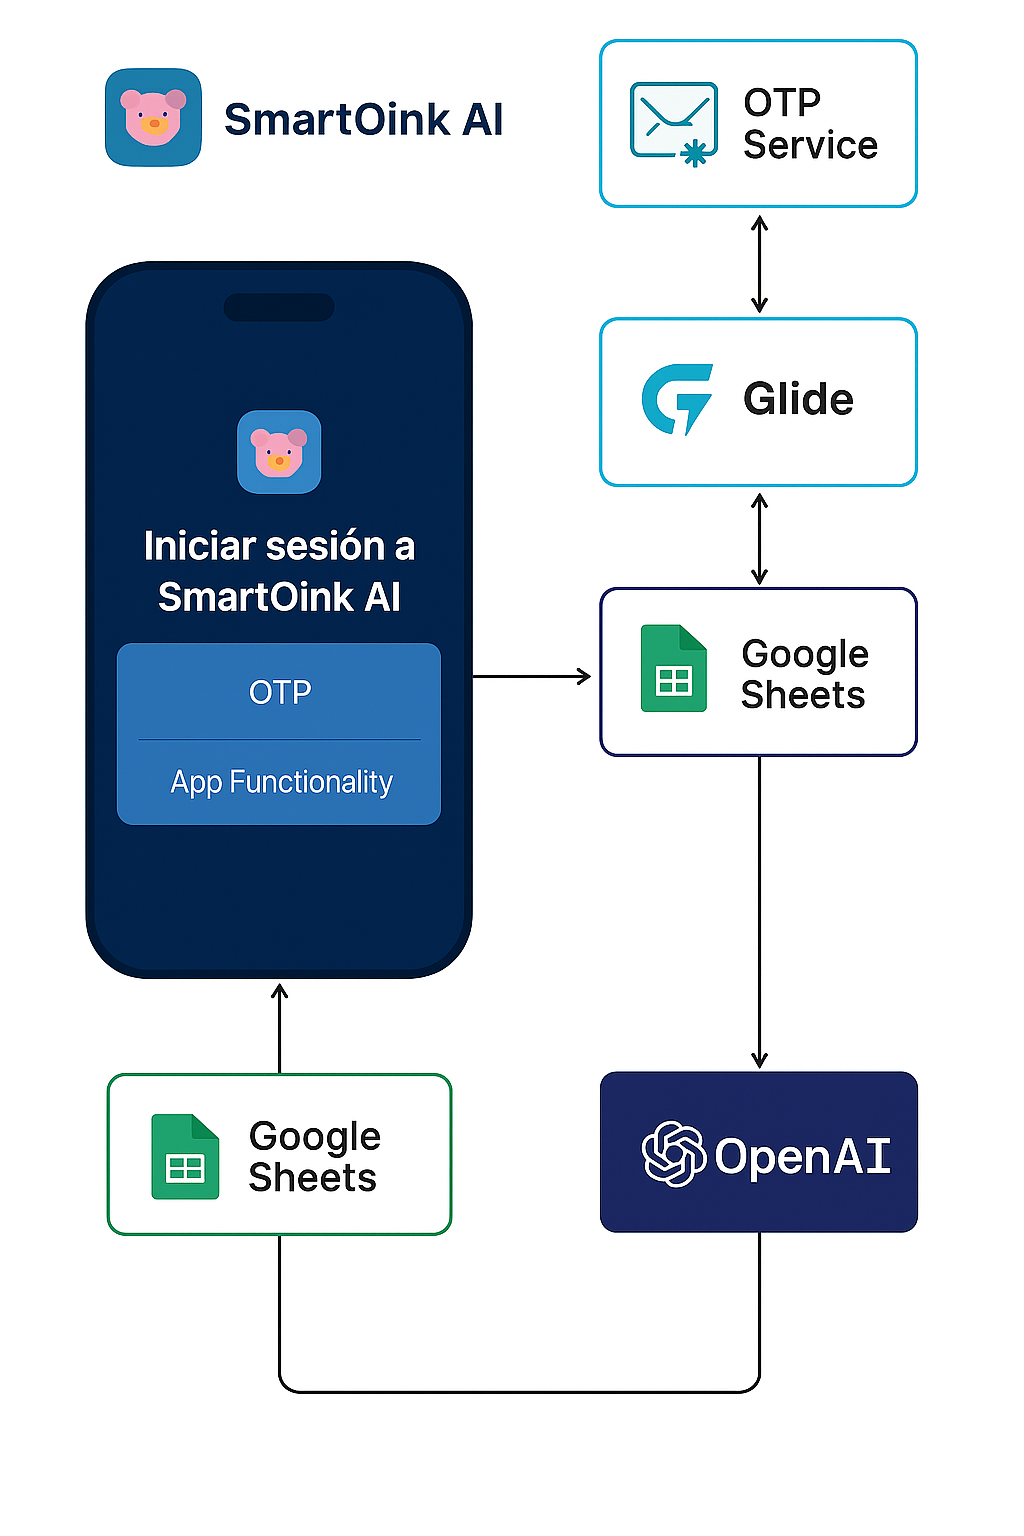 SmartOink AI
OTP
Service
Glide
Iniciar sesión a
SmartOink AI
OTP
App Functionality
Google
Sheets
Google
Sheets
OpenAI